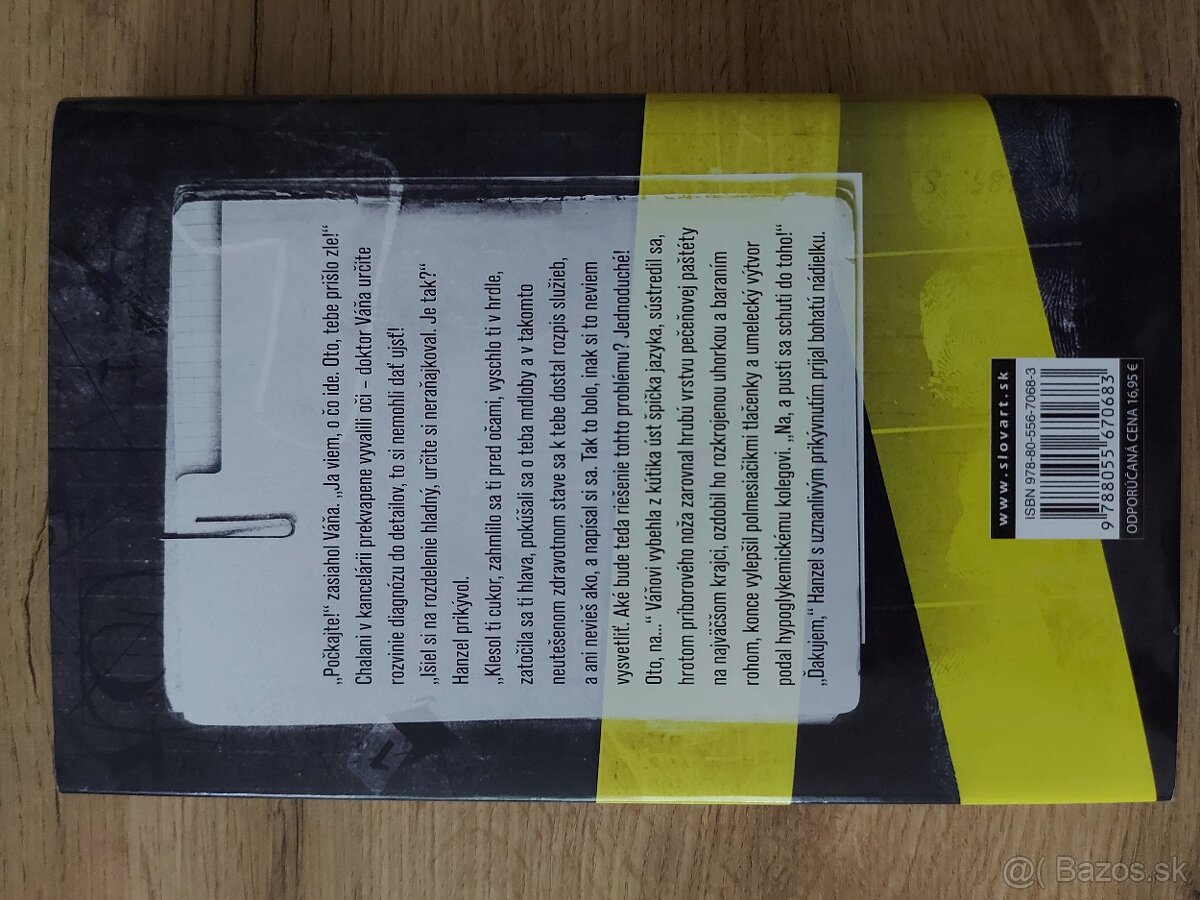 „Počkajte!“ zasiahol Váňa. „Ja viem, o čo ide. Oto, tebe prišlo zle!“
Chalani v kancelárii prekvapene vyvalili oči – doktor Váňa určite
rozvinie diagnózu do detailov, to si nemohli dať ujsť!
„Išiel si na rozdelenie hladný, určite si neraňajkoval. Je tak?“
Hanzel prikývol.
„Klesol ti cukor, zahmlilo sa ti pred očami, vyschlo ti v hrdle,
zatočila sa ti hlava, pokúšali sa o teba mdloby a v takomto
neutešenom zdravotnom stave sa k tebe dostal rozpis služieb,
a ani nevieš ako, a napísal si sa. Tak to bolo, inak si to neviem
vysvetliť. Aké bude teda riešenie tohto problému? Jednoduché!
Oto, na...“ Váňovi vybehla z kútika úst špička jazyka, sústredil sa,
hrotom príborového noža zarovnal hrubú vrstvu pečeňovej paštéty
na najväčšom krajci, ozdobil ho rozkrojenou uhorkou a baraním
rohom, konce vylepšil polmesiačikmi tlačenky a umelecký výtvor
podal hypoglykemickému kolegovi. „Na, a pusti sa s chuti do toho!“
„Ďakujem,“ Hanzel s uznanlivým prikývnutím prijal bohatú nádielku.
www.slovart.sk
ISBN 978-80-556-7068-3
9 788055 670683
ODPORÚČANÁ CENA 16,95 €
@( Bazos.sk